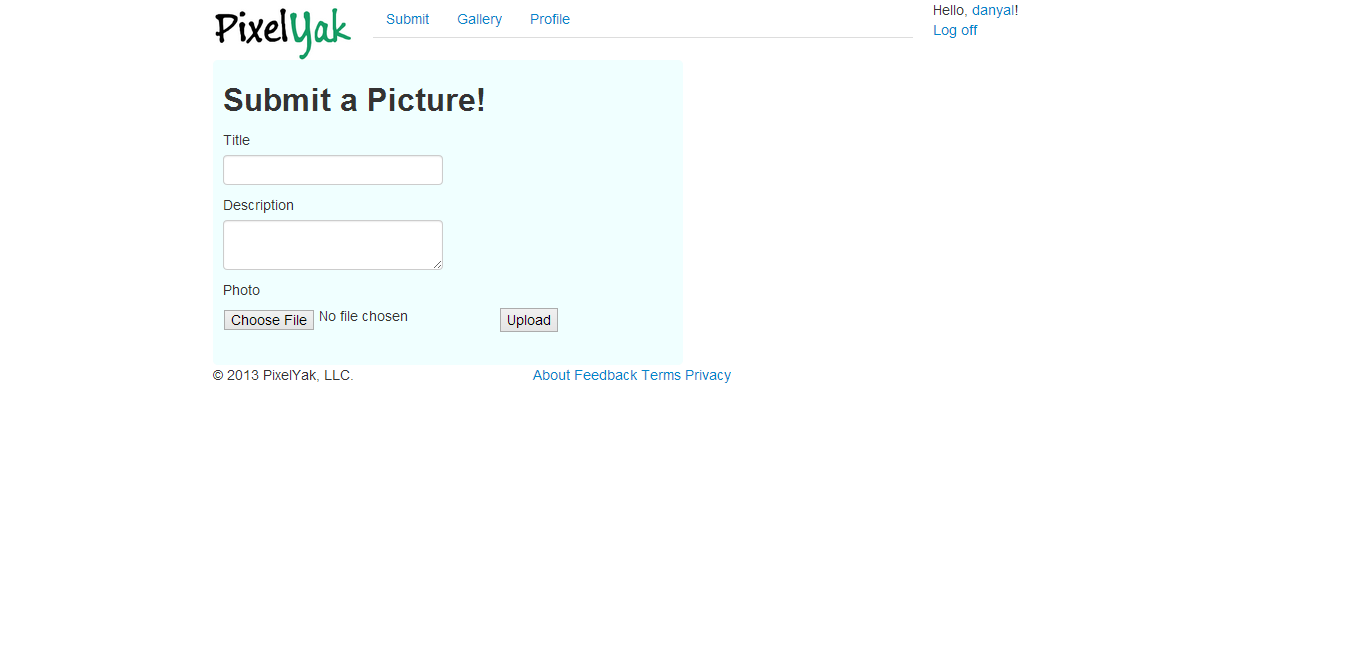 PixelYak Submit Gallery Profile Hello, danyal!
Log off
Submit a Picture!
Title
Description
Photo
Choose File No file chosen Upload
© 2013 PixelYak, LLC. About Feedback Terms Privacy